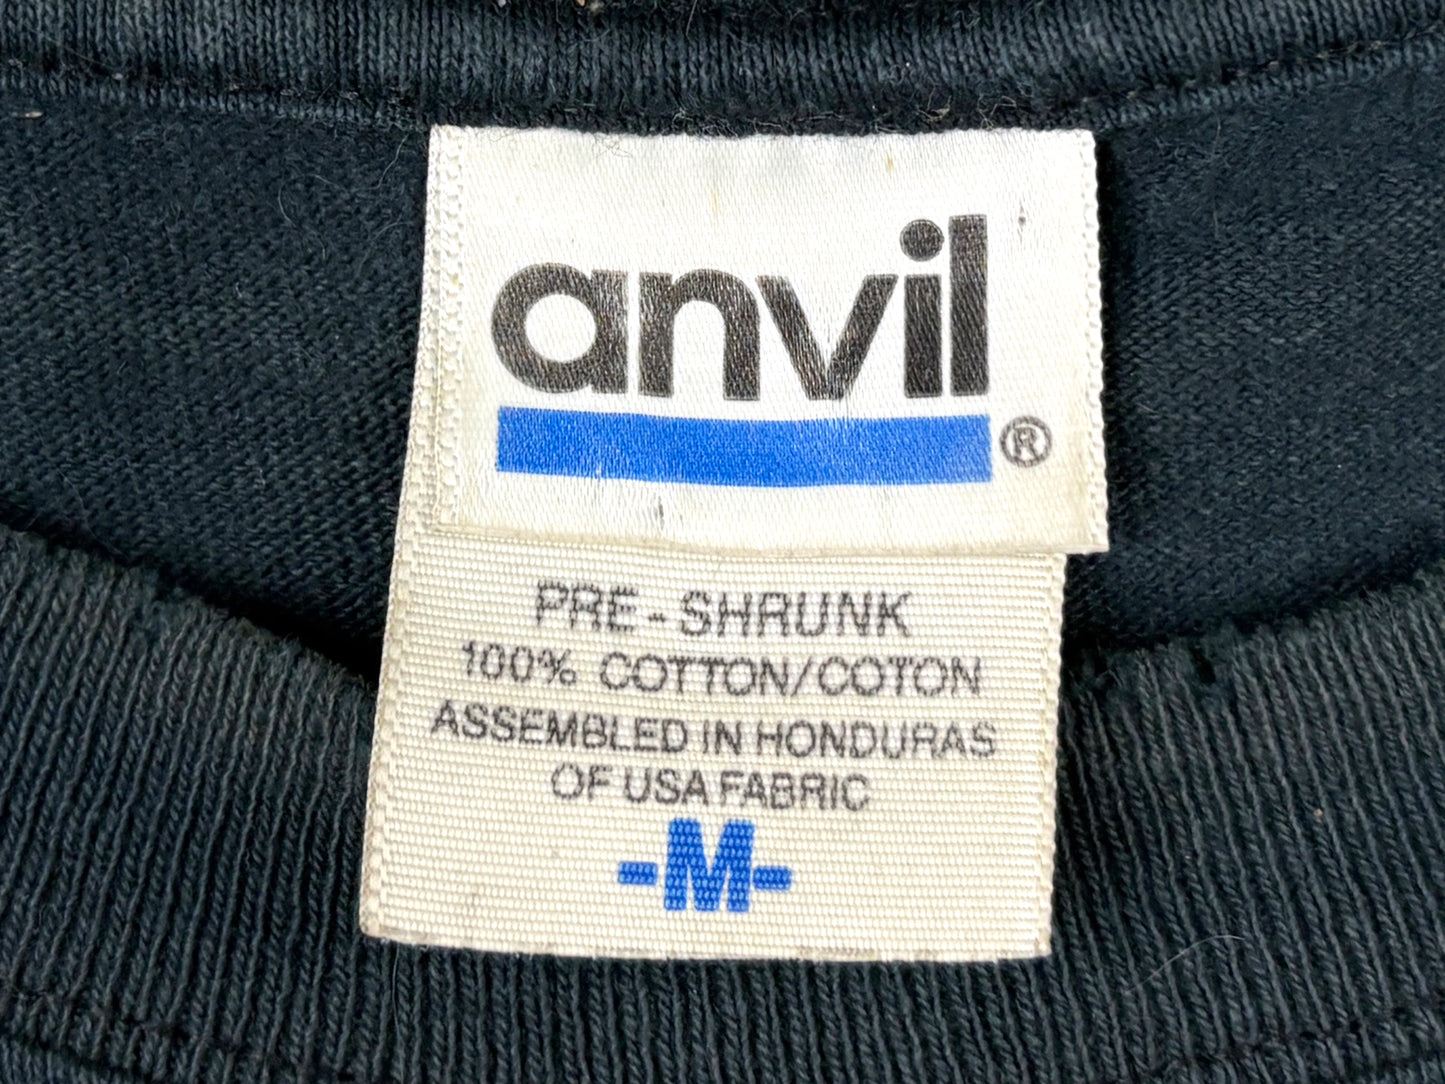 anvil
®
PRE-SHRUNK
100% COTTON/COTON
ASSEMBLED IN HONDURAS
OF USA FABRIC
-M-